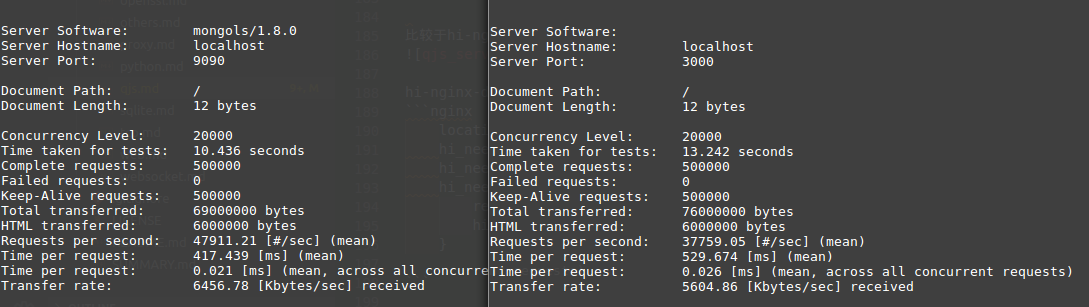 Server Software: mongols/1.8.0
Server Hostname: localhost
Server Port: 9090
Document Path: /
Document Length: 12 bytes
Concurrency Level: 20000
Time taken for tests: 10.436 seconds
Complete requests: 500000
Failed requests: 0
Keep-Alive requests: 500000
Total transferred: 69000000 bytes
HTML transferred: 6000000 bytes
Requests per second: 47911.21 [#/sec] (mean)
Time per request: 417.439 [ms] (mean)
Time per request: 0.021 [ms] (mean, across all concurre
Transfer rate: 6456.78 [Kbytes/sec] received
Server Software:
Server Hostname: localhost
Server Port: 3000
Document Path: /
Document Length: 12 bytes
Concurrency Level: 20000
Time taken for tests: 13.242 seconds
Complete requests: 500000
Failed requests: 0
Keep-Alive requests: 500000
Total transferred: 76000000 bytes
HTML transferred: 6000000 bytes
Requests per second: 37759.05 [#/sec] (mean)
Time per request: 529.674 [ms] (mean)
Time per request: 0.026 [ms] (mean, across all concurrent requests)
Transfer rate: 5604.86 [Kbytes/sec] received